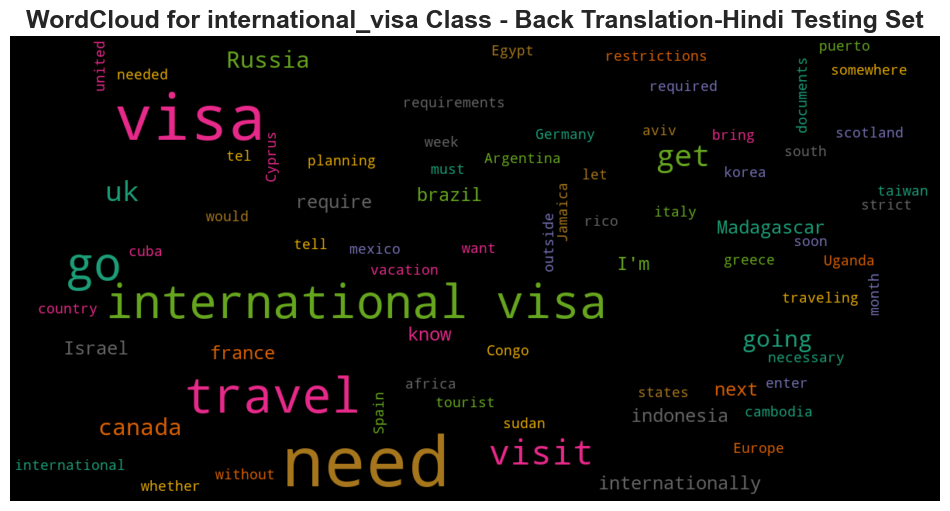 WordCloud for international_visa Class - Back Translation-Hindi Testing Set
united
needed
Russia
Egypt
restrictions
puerto
somewhere
documents
required
requirements
visa
Cyprus
week
Germany
aviv
bring
scotland
tel
planning
must
Argentina
get
south
korea
uk
require
brazil
let
Jamaica
italy
taiwan
strict
would
rico
Madagascar
tell
mexico
want
outside
soon
cuba
go
vacation
I'm
greece
Uganda
month
country
international visa
traveling
know
Israel
france
Congo
going
necessary
travel
africa
Spain
tourist
states
next
enter
canada
sudan
indonesia
cambodia
international
whether
without
need
visit
Europe
internationally